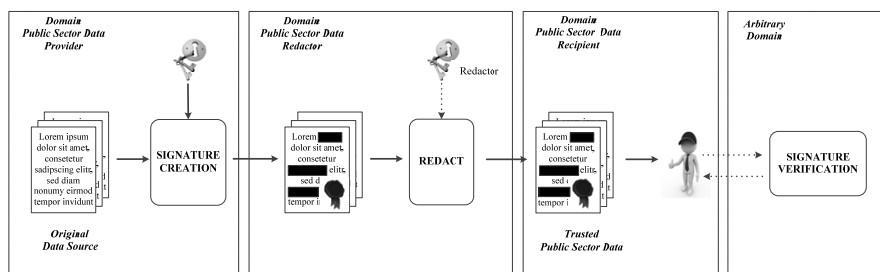 Domain
Public Sector Data
Provider
Lorem ipsum
dolor sit amet,
consetetur
sadipscing elitr,
sed diam
nonumy eirmod
tempor invidunt
SIGNATURE
CREATION
Original
Data Source
Domain
Public Sector Data
Redactor
Redactor
Lorem
dolor sit amet,
consetetur
elitr,
sed d
tempor i
REDACT
Domain
Public Sector Data
Recipient
Lorem
dolor sit amet,
consetetur
elitr,
sed d
tempor i
Trusted
Public Sector Data
Arbitrary
Domain
SIGNATURE
VERIFICATION